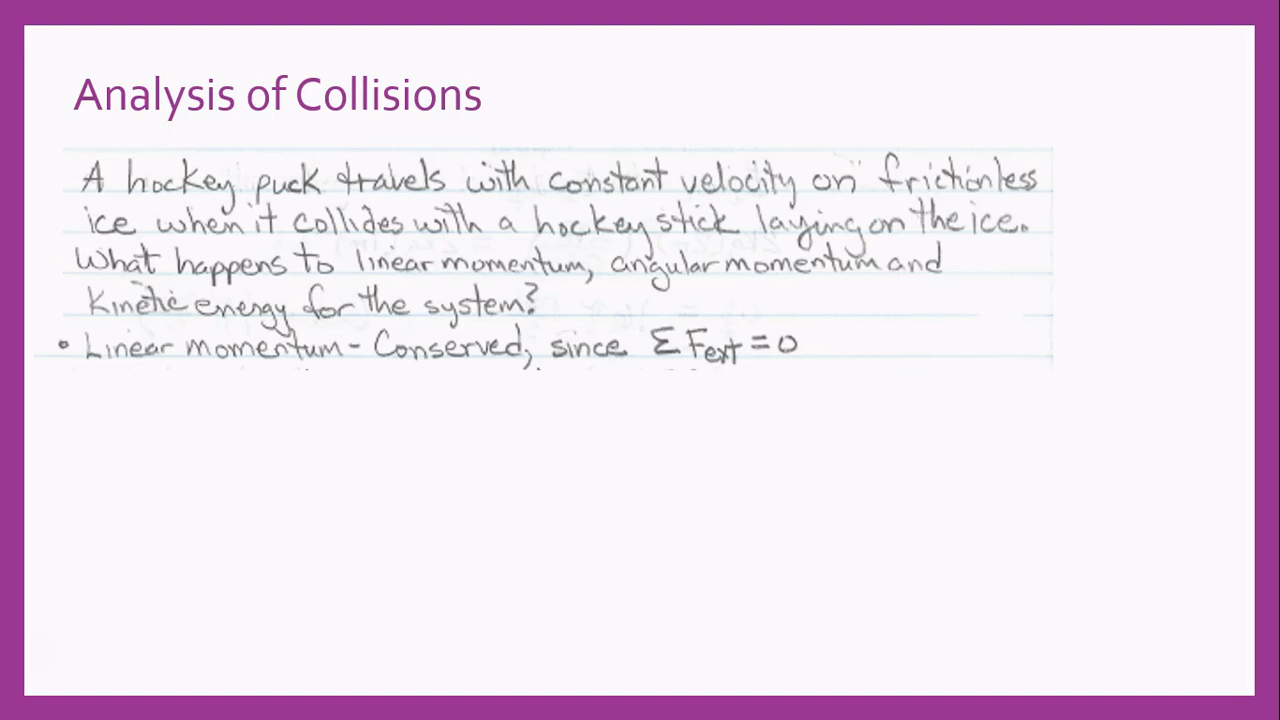 Analysis of Collisions
A hockey puck travels with constant velocity on frictionless
ice when it collides with a hockey stick laying on the ice.
What happens to linear momentum, angular momentum and
Kinetic energy for the system?
• Linear momentum - Conserved, since ΣFext = 0